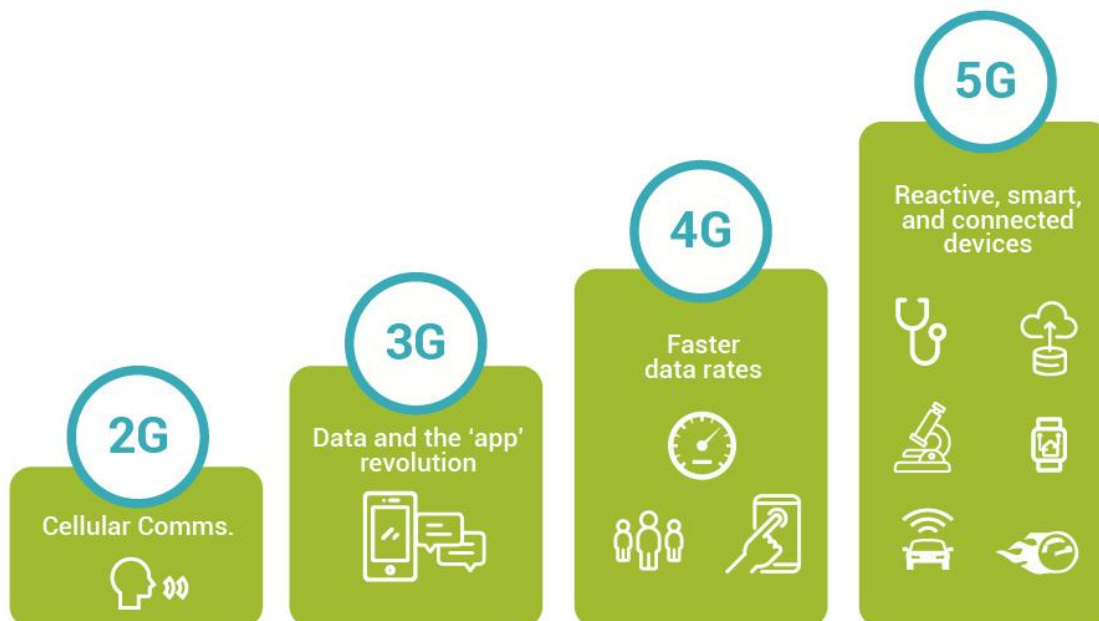 2G
Cellular Comms.
3G
Data and the ‘app’
revolution
4G
Faster
data rates
5G
Reactive, smart,
and connected
devices